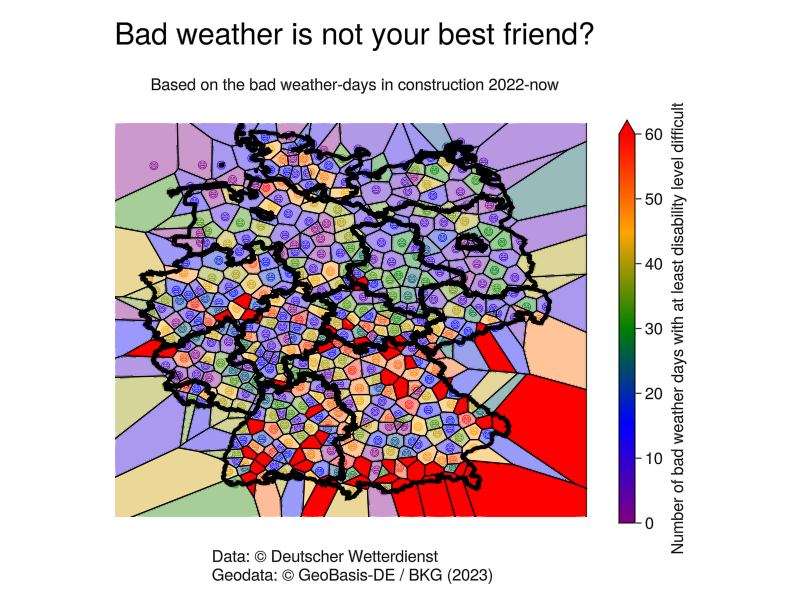 Bad weather is not your best friend?
Based on the bad weather-days in construction 2022-now
60
50
40
30
20
10
0
Number of bad weather days with at least disability level difficult
Data: © Deutscher Wetterdienst
Geodata: © GeoBasis-DE / BKG (2023)